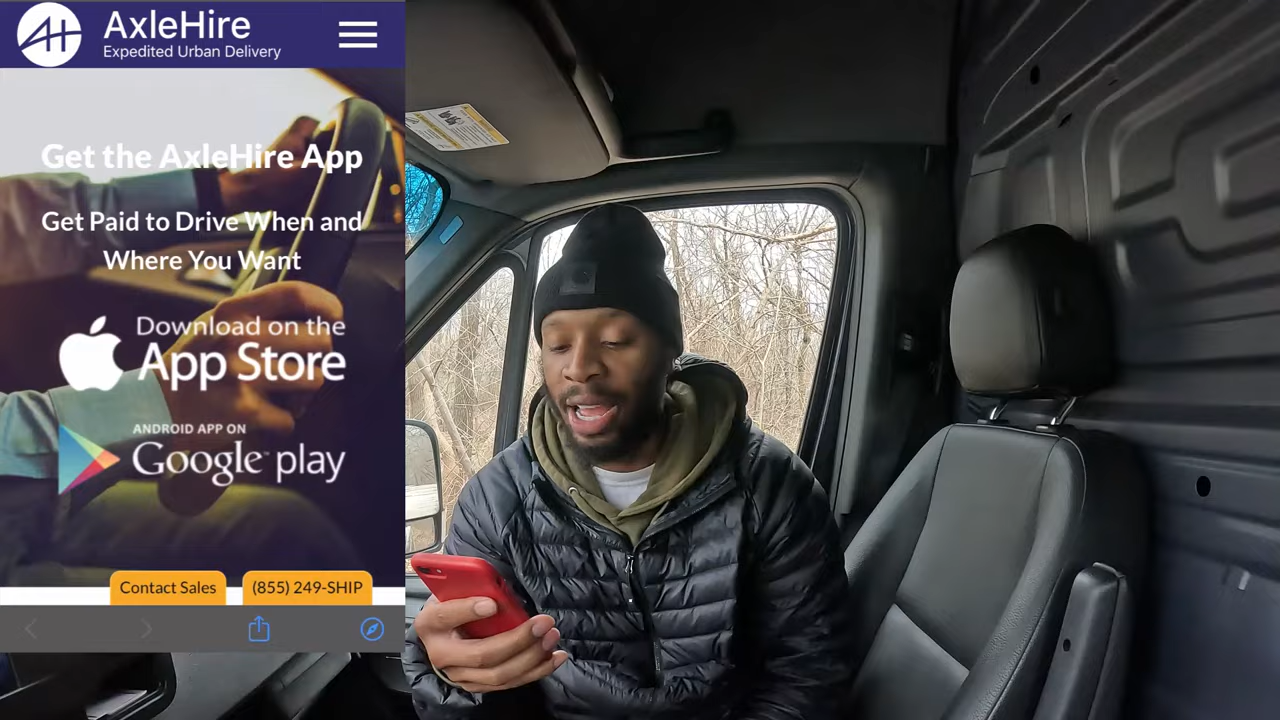 AxleHire
Expedited Urban Delivery
Get the AxleHire App
Get Paid to Drive When and
Where You Want
Download on the
App Store
ANDROID APP ON
Google play
Contact Sales
(855) 249-SHIP